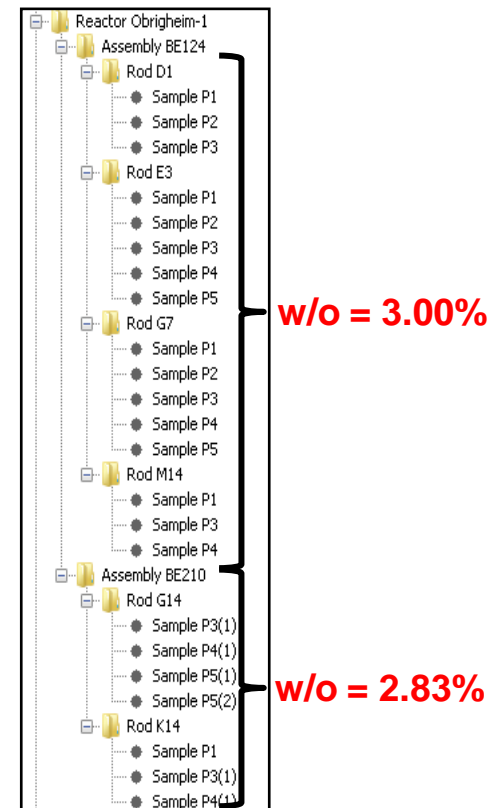 Reactor Obrigheim-1
Assembly BE124
Rod D1
Sample P1
Sample P2
Sample P3
Rod E3
Sample P1
Sample P2
Sample P3
Sample P4
Sample P5
w/o = 3.00%
Rod G7
Sample P1
Sample P2
Sample P3
Sample P4
Sample P5
Rod M14
Sample P1
Sample P3
Sample P4
Assembly BE210
Rod G14
Sample P3(1)
Sample P4(1)
Sample P5(1)
Sample P5(2)
w/o = 2.83%
Rod K14
Sample P1
Sample P3(1)
Sample P4(1)